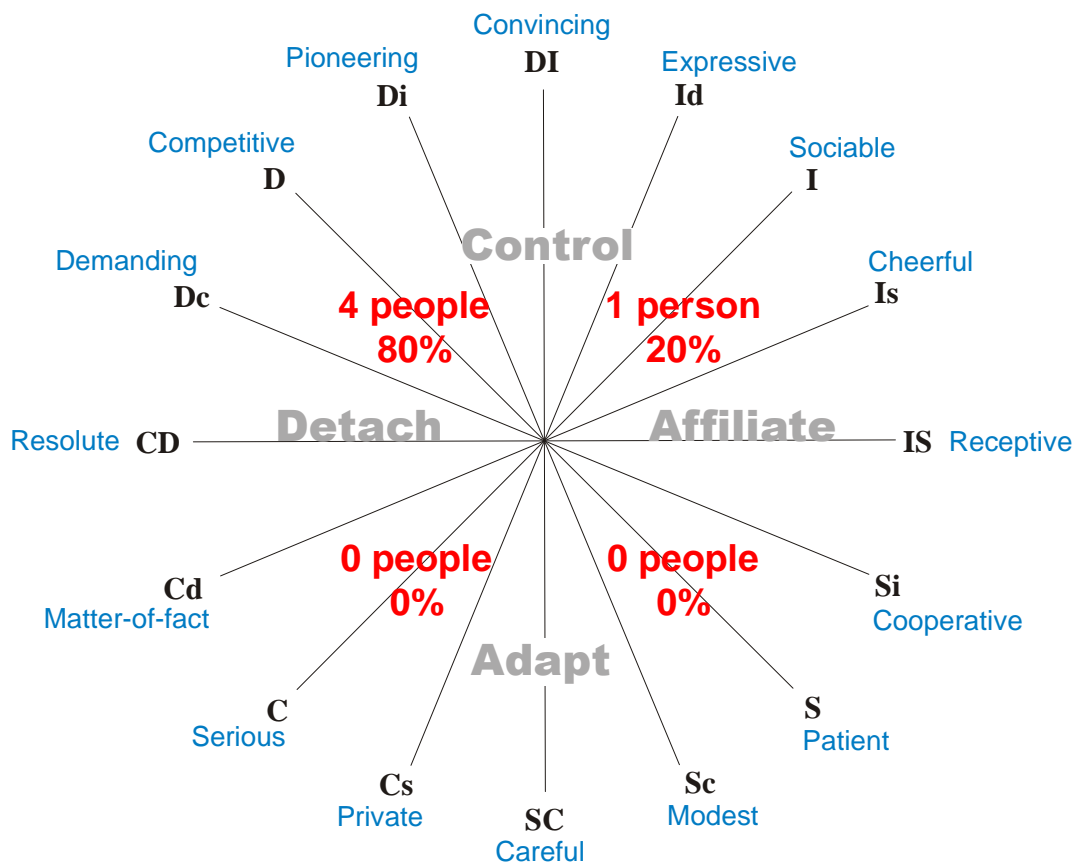 Convincing
DI
Pioneering
Di
Expressive
Id
Competitive
D
Sociable
I
Control
Demanding
Dc
Cheerful
Is
4 people
80%
1 person
20%
Detach
Affiliate
Resolute CD
IS Receptive
0 people
0%
0 people
0%
Cd
Matter-of-fact
Si
Cooperative
Adapt
C
Serious
S
Patient
Cs
Private
Sc
Modest
SC
Careful